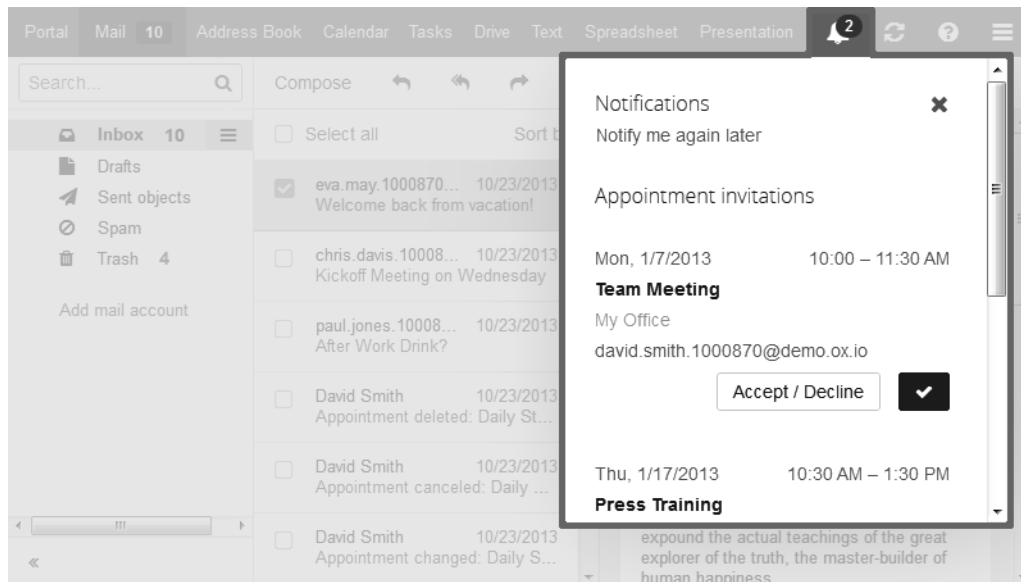 Portal Mail 10 Address Book Calendar Tasks Drive Text Spreadsheet Presentation 2
Search...
Inbox 10
Drafts
Sent objects
Spam
Trash 4
Add mail account
Compose
Select all Sort b
eva.may.1000870... 10/23/2013
Welcome back from vacation!
chris.davis.10008... 10/23/2013
Kickoff Meeting on Wednesday
paul.jones.10008... 10/23/2013
After Work Drink?
David Smith 10/23/2013
Appointment deleted: Daily St...
David Smith 10/23/2013
Appointment canceled: Daily ...
David Smith 10/23/2013
Appointment changed: Daily S...
Notifications
Notify me again later
Appointment invitations
Mon, 1/7/2013 10:00 – 11:30 AM
Team Meeting
My Office
david.smith.1000870@demo.ox.io
Accept / Decline
Thu, 1/17/2013 10:30 AM – 1:30 PM
Press Training
expound the actual teachings of the great
explorer of the truth, the master-builder of
human happiness